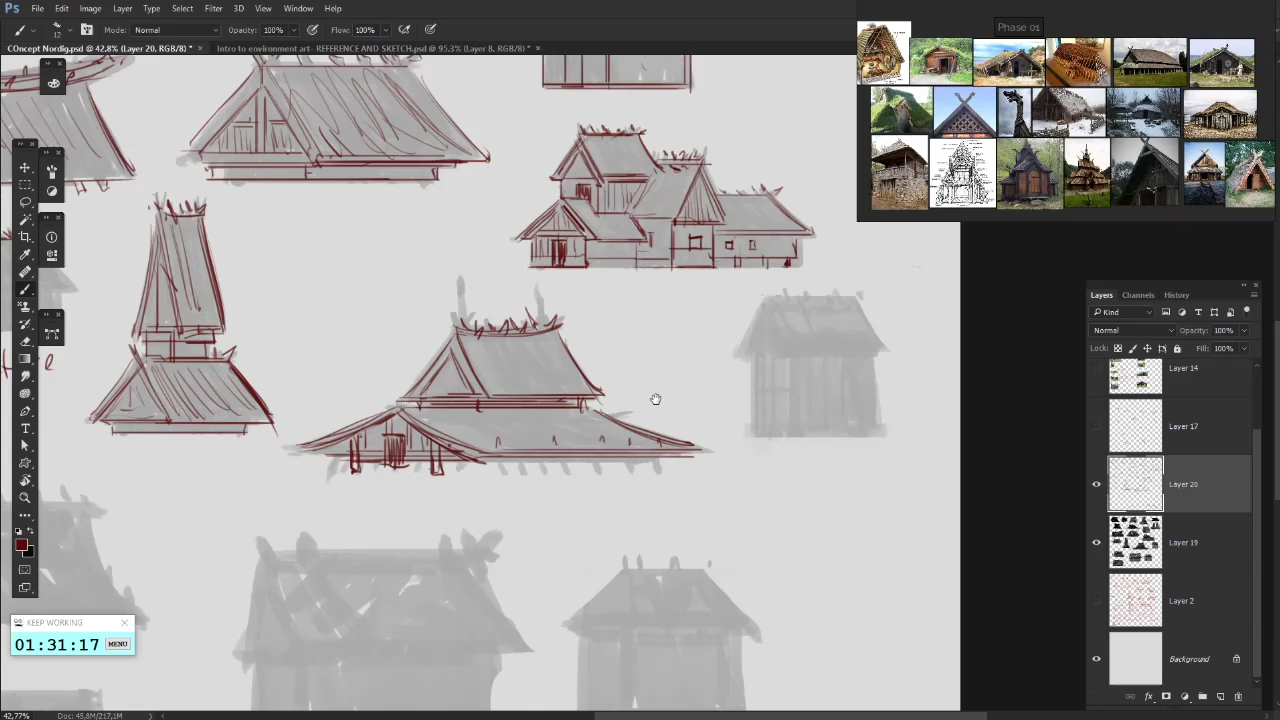 Ps File Edit Image Layer Type Select Filter 3D View Window Help
12 Mode: Normal Opacity: 100% Flow: 100%
COncept Nordig.psd @ 42,8% (Layer 20, RGB/8) * × Intro to environment art- REFERENCE AND SKETCH.psd @ 95,3% (Layer 8, RGB/8) * ×
Phase 01
Layers Channels History
Kind
Normal Opacity: 100%
Lock: Fill: 100%
Layer 14
Layer 17
Layer 20
Layer 19
Layer 2
Background
KEEP WORKING
01:31:17 MENU
42,77% Doc: 45,8M/217,1M